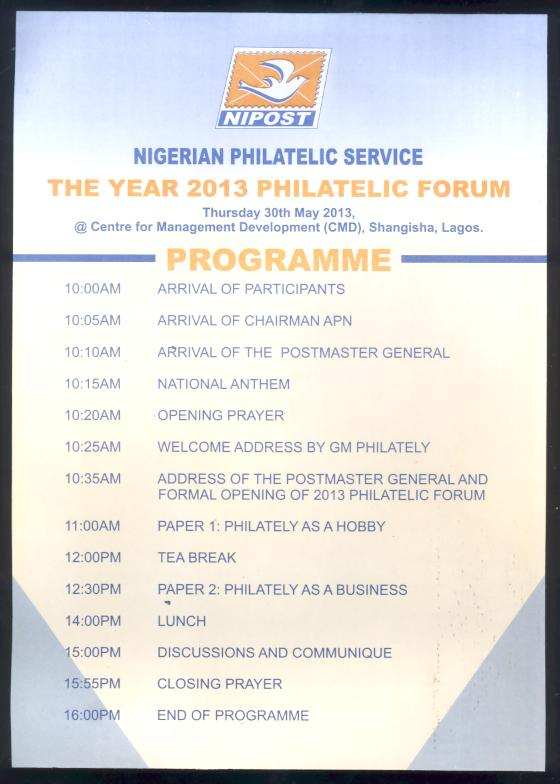 NIPOST
NIGERIAN PHILATELIC SERVICE
THE YEAR 2013 PHILATELIC FORUM
Thursday 30th May 2013,
@ Centre for Management Development (CMD), Shangisha, Lagos.
PROGRAMME
10:00AM ARRIVAL OF PARTICIPANTS
10:05AM ARRIVAL OF CHAIRMAN APN
10:10AM ARRIVAL OF THE POSTMASTER GENERAL
10:15AM NATIONAL ANTHEM
10:20AM OPENING PRAYER
10:25AM WELCOME ADDRESS BY GM PHILATELY
10:35AM ADDRESS OF THE POSTMASTER GENERAL AND
FORMAL OPENING OF 2013 PHILATELIC FORUM
11:00AM PAPER 1: PHILATELY AS A HOBBY
12:00PM TEA BREAK
12:30PM PAPER 2: PHILATELY AS A BUSINESS
14:00PM LUNCH
15:00PM DISCUSSIONS AND COMMUNIQUE
15:55PM CLOSING PRAYER
16:00PM END OF PROGRAMME